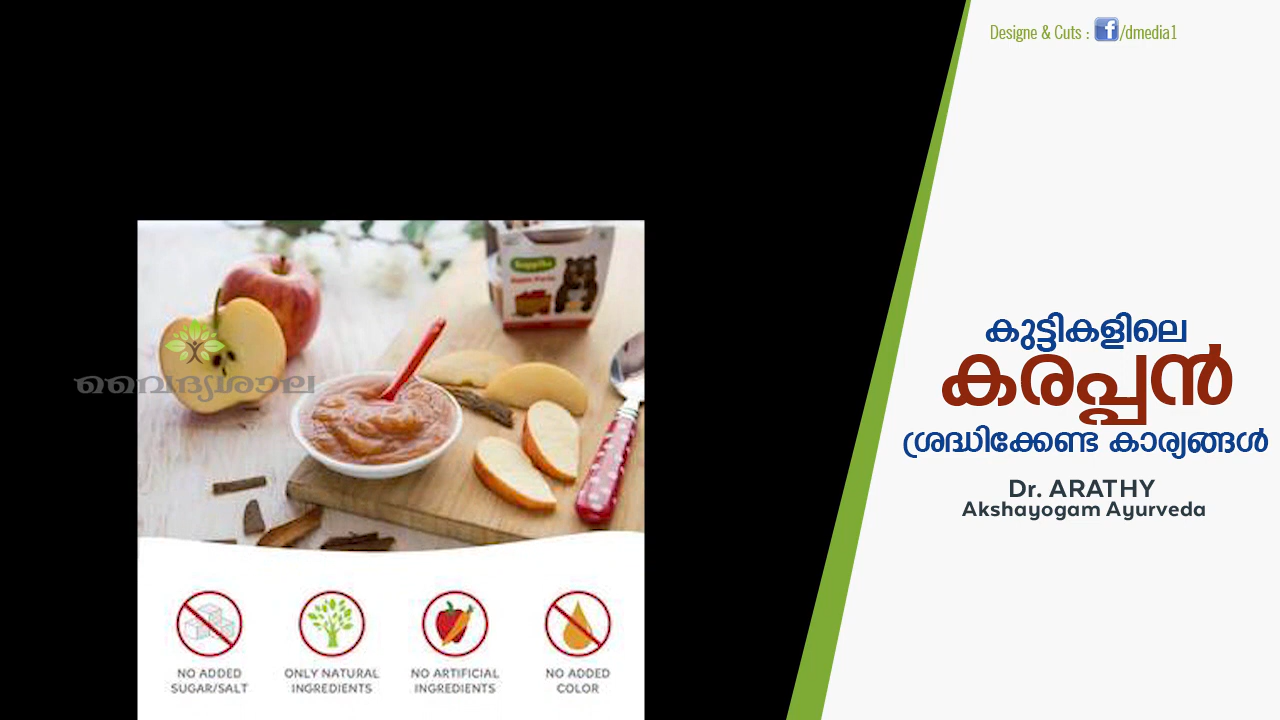 Designe & Cuts : f/dmedia1
വൈദ്യശാല
കുട്ടികളിലെ
കരപ്പൻ
ശ്രദ്ധിക്കേണ്ട കാര്യങ്ങൾ
Dr. ARATHY
Akshayogam Ayurveda
NO ADDED
SUGAR/SALT
ONLY NATURAL
INGREDIENTS
NO ARTIFICIAL
INGREDIENTS
NO ADDED
COLOR